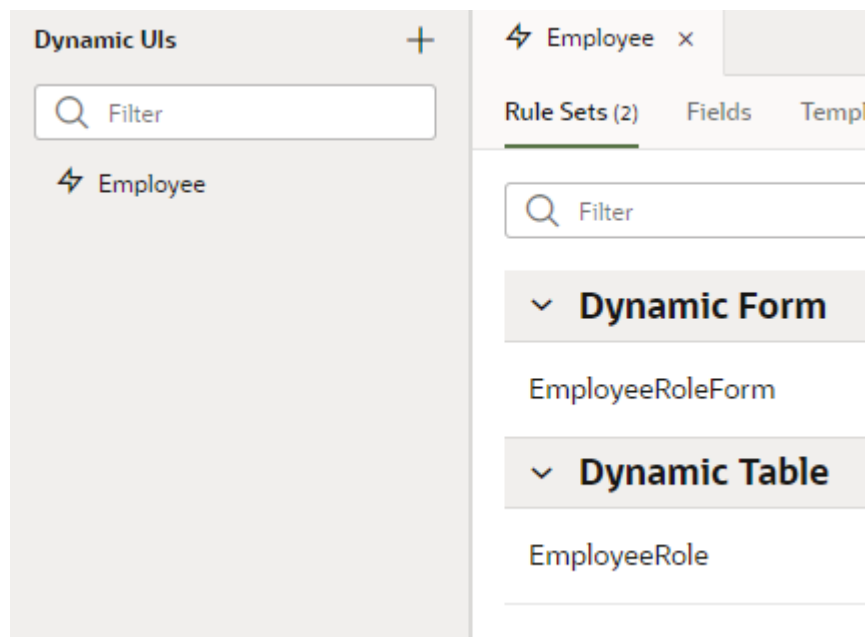 Dynamic UIs
Filter
Employee
Employee
Rule Sets (2) Fields
Filter
Dynamic Form
EmployeeRoleForm
Dynamic Table
EmployeeRole